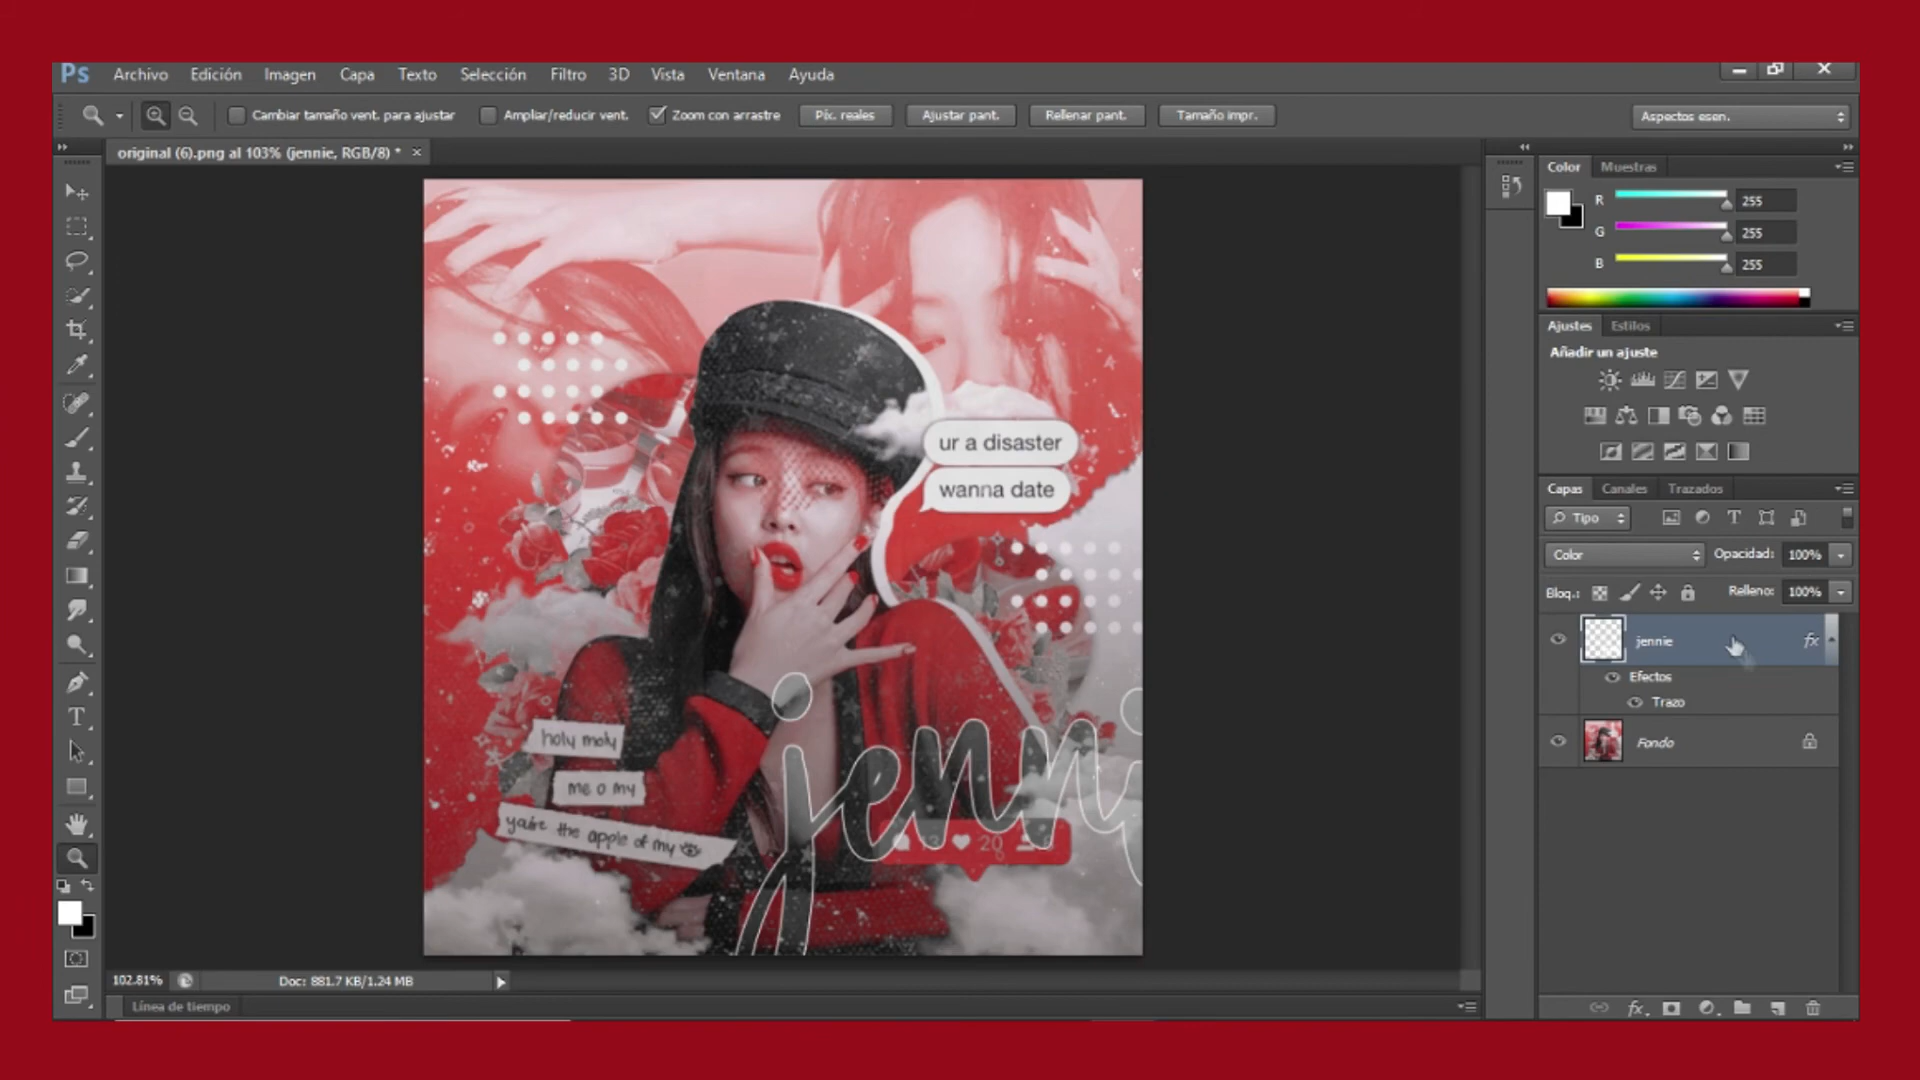 Ps Archivo Edición Imagen Capa Texto Selección Filtro 3D Vista Ventana Ayuda
Cambiar tamaño vent. para ajustar Ampliar/reducir vent. Zoom con arrastre Píx. reales Ajustar pant. Rellenar pant. Tamaño impr. Aspectos esen.
original (6).png al 103% (jennie, RGB/8) *
Color Muestras
R 255
G 255
B 255
Ajustes Estilos
Añadir un ajuste
ur a disaster
wanna date
Capas Canales Trazados
Tipo
Color Opacidad: 100%
Bloq.: Relleno: 100%
jennie fx
Efectos
Trazo
Fondo
holy moly
me o my
you're the apple of my
jenni
20
102.81% Doc: 881.7 KB/1.24 MB
Línea de tiempo
fx